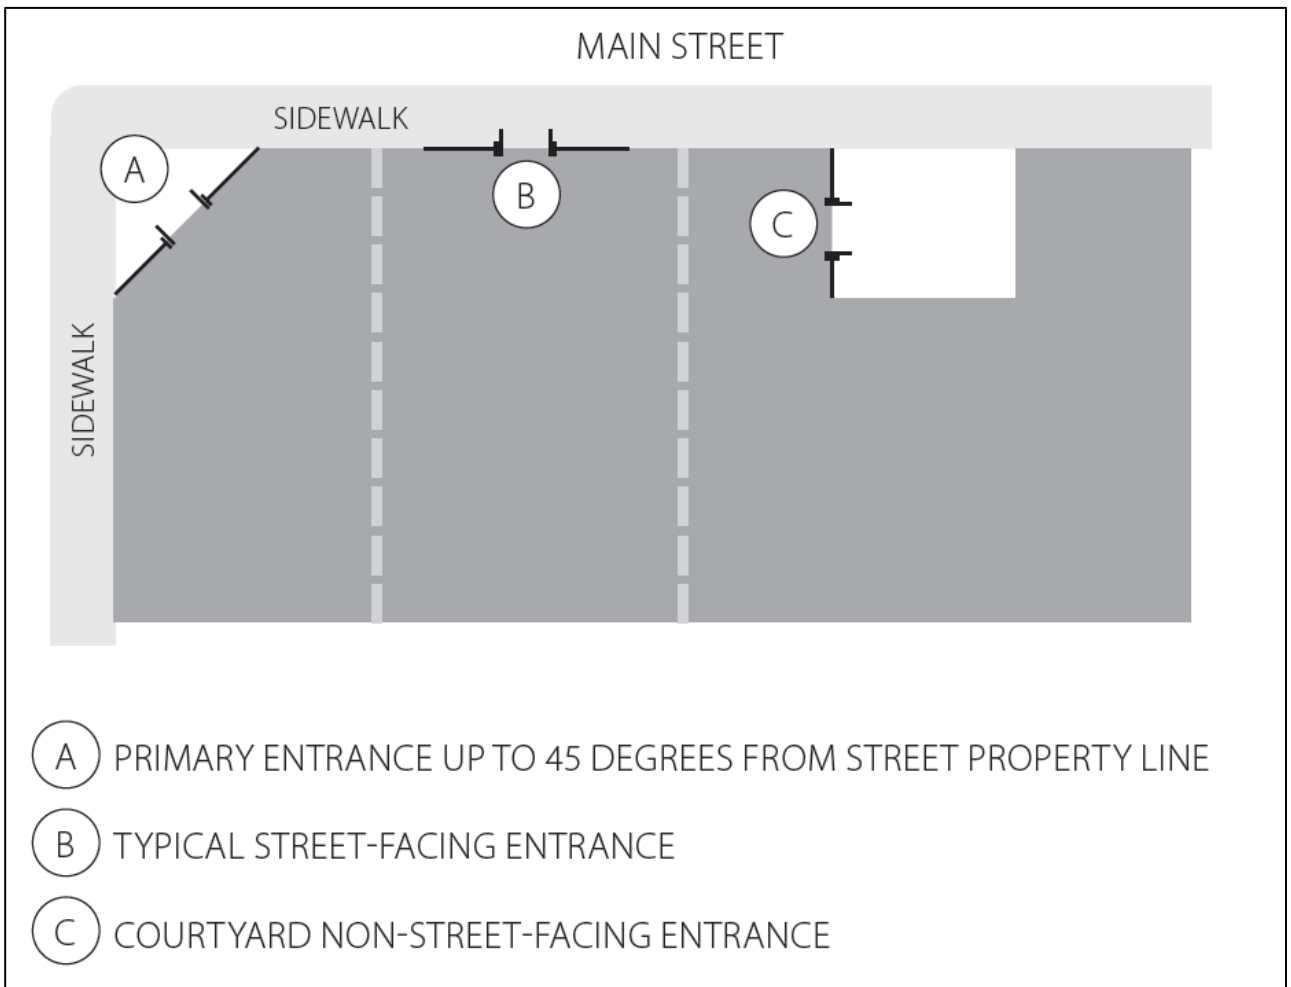 MAIN STREET
SIDEWALK
A
B
C
SIDEWALK
A PRIMARY ENTRANCE UP TO 45 DEGREES FROM STREET PROPERTY LINE
B TYPICAL STREET-FACING ENTRANCE
C COURTYARD NON-STREET-FACING ENTRANCE